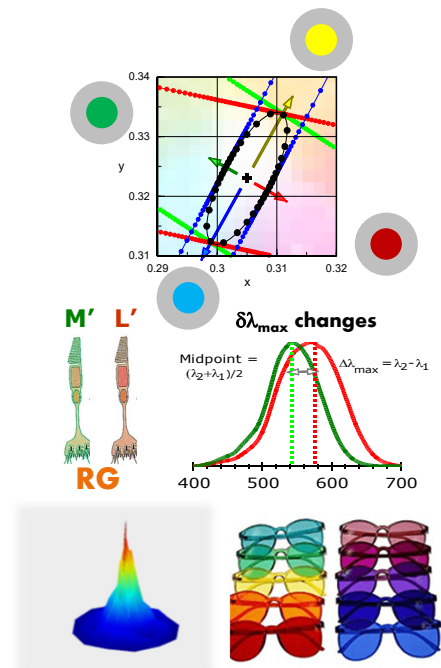 0.34
0.33
y
0.32
0.31
0.29 0.3 0.31 0.32
x
δλmax changes
M’ L’
Midpoint =
(λ2+λ1)/2
Δλmax = λ2-λ1
RG
400 500 600 700